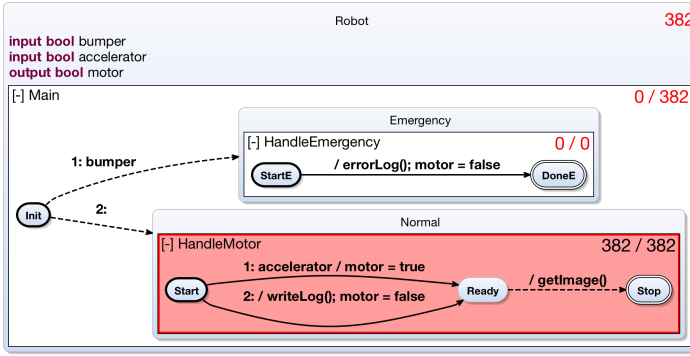 Robot
382
input bool bumper
input bool accelerator
output bool motor
[-] Main
0 / 382
Emergency
[-] HandleEmergency
0 / 0
1: bumper
StartE
/ errorLog(); motor = false
DoneE
Init
2:
Normal
[-] HandleMotor
382 / 382
1: accelerator / motor = true
Start
2: / writeLog(); motor = false
Ready
/ getImage()
Stop